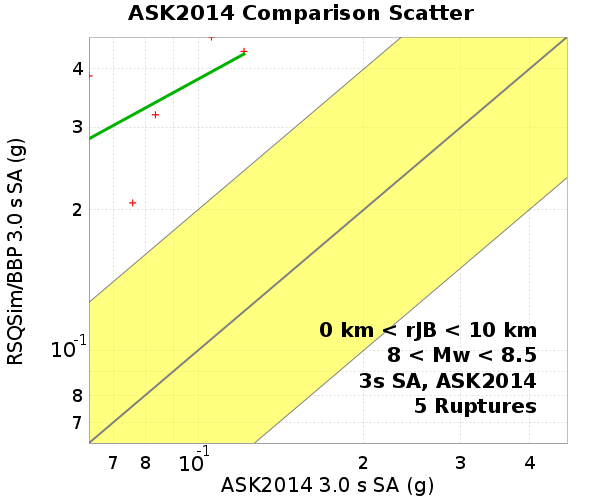 ASK2014 Comparison Scatter
RSQSim/BBP 3.0 s SA (g)
4
3
2
10⁻¹
8
7
0 km < rJB < 10 km
8 < Mw < 8.5
3s SA, ASK2014
5 Ruptures
7 8 10⁻¹ 2 3 4
ASK2014 3.0 s SA (g)